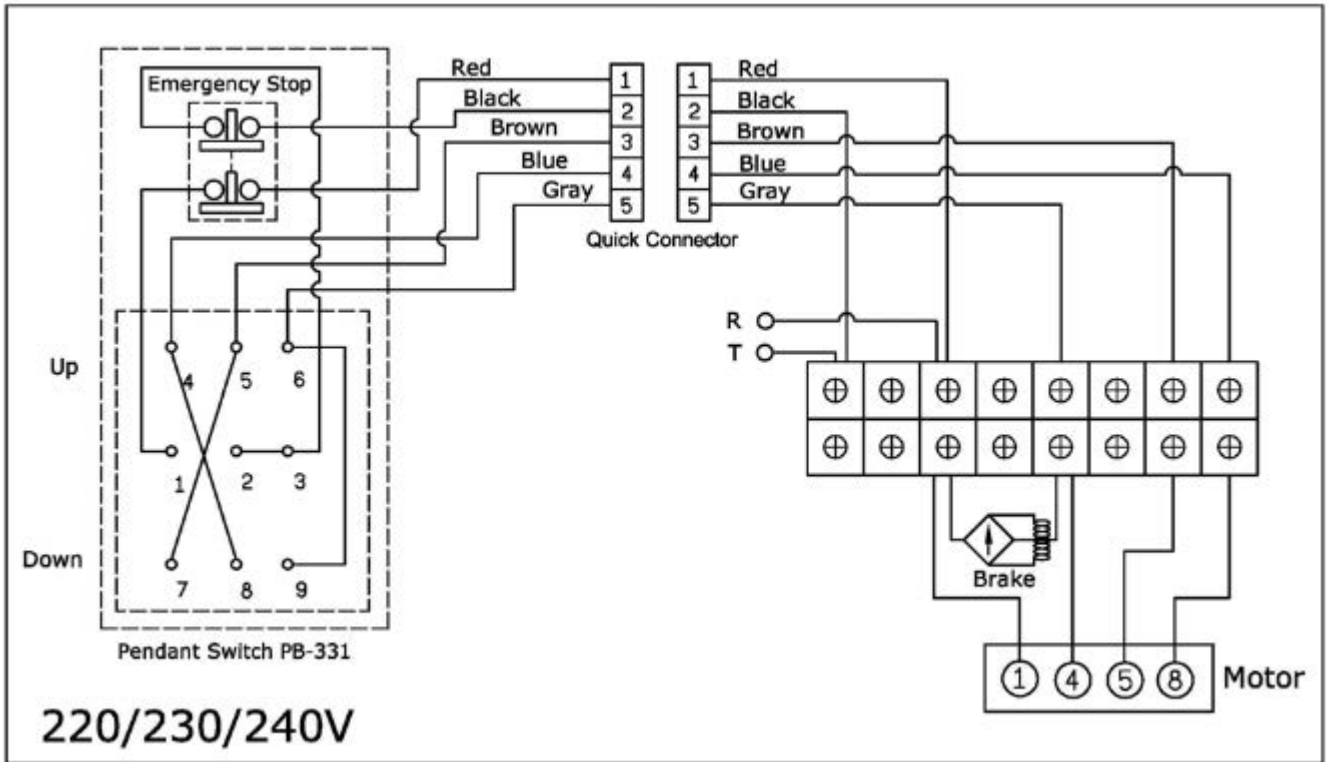 Emergency Stop
Red
Black
Brown
Blue
Gray
1
2
3
4
5
1
2
3
4
5
Red
Black
Brown
Blue
Gray
Quick Connector
R
T
Up
4 5 6
1 2 3
Down
7 8 9
Pendant Switch PB-331
Brake
1 4 5 8 Motor
220/230/240V